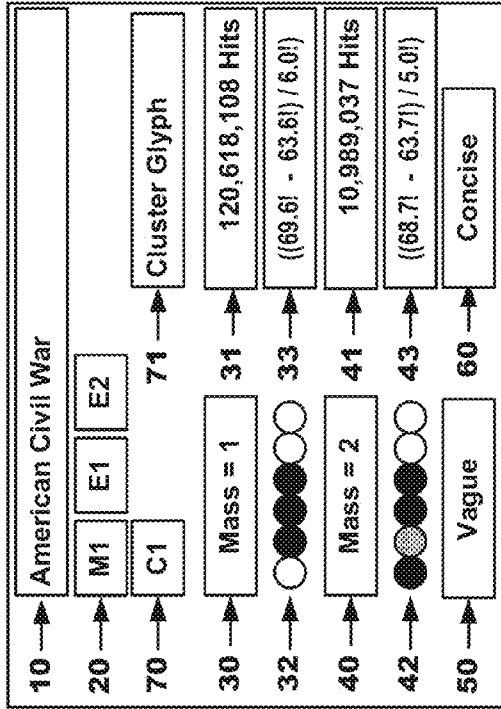 10 American Civil War
20 M1 E1 E2
70 C1 71 Cluster Glyph
30 Mass = 1 31 120,618,108 Hits
32 33 ((69.6! - 63.6!) / 6.0!)
40 Mass = 2 41 10,989,037 Hits
42 43 ((68.7! - 63.7!) / 5.0!)
50 Vague 60 Concise